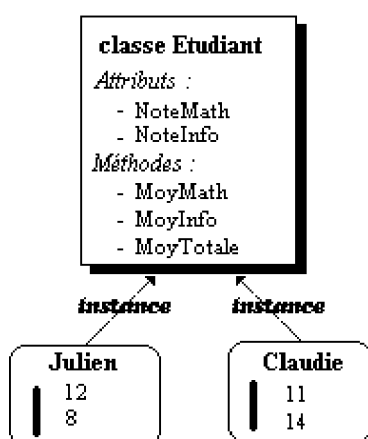 classe Etudiant
Attributs :
- NoteMath
- NoteInfo
Méthodes :
- MoyMath
- MoyInfo
- MoyTotale
instance instance
Julien Claudie
12 11
8 14